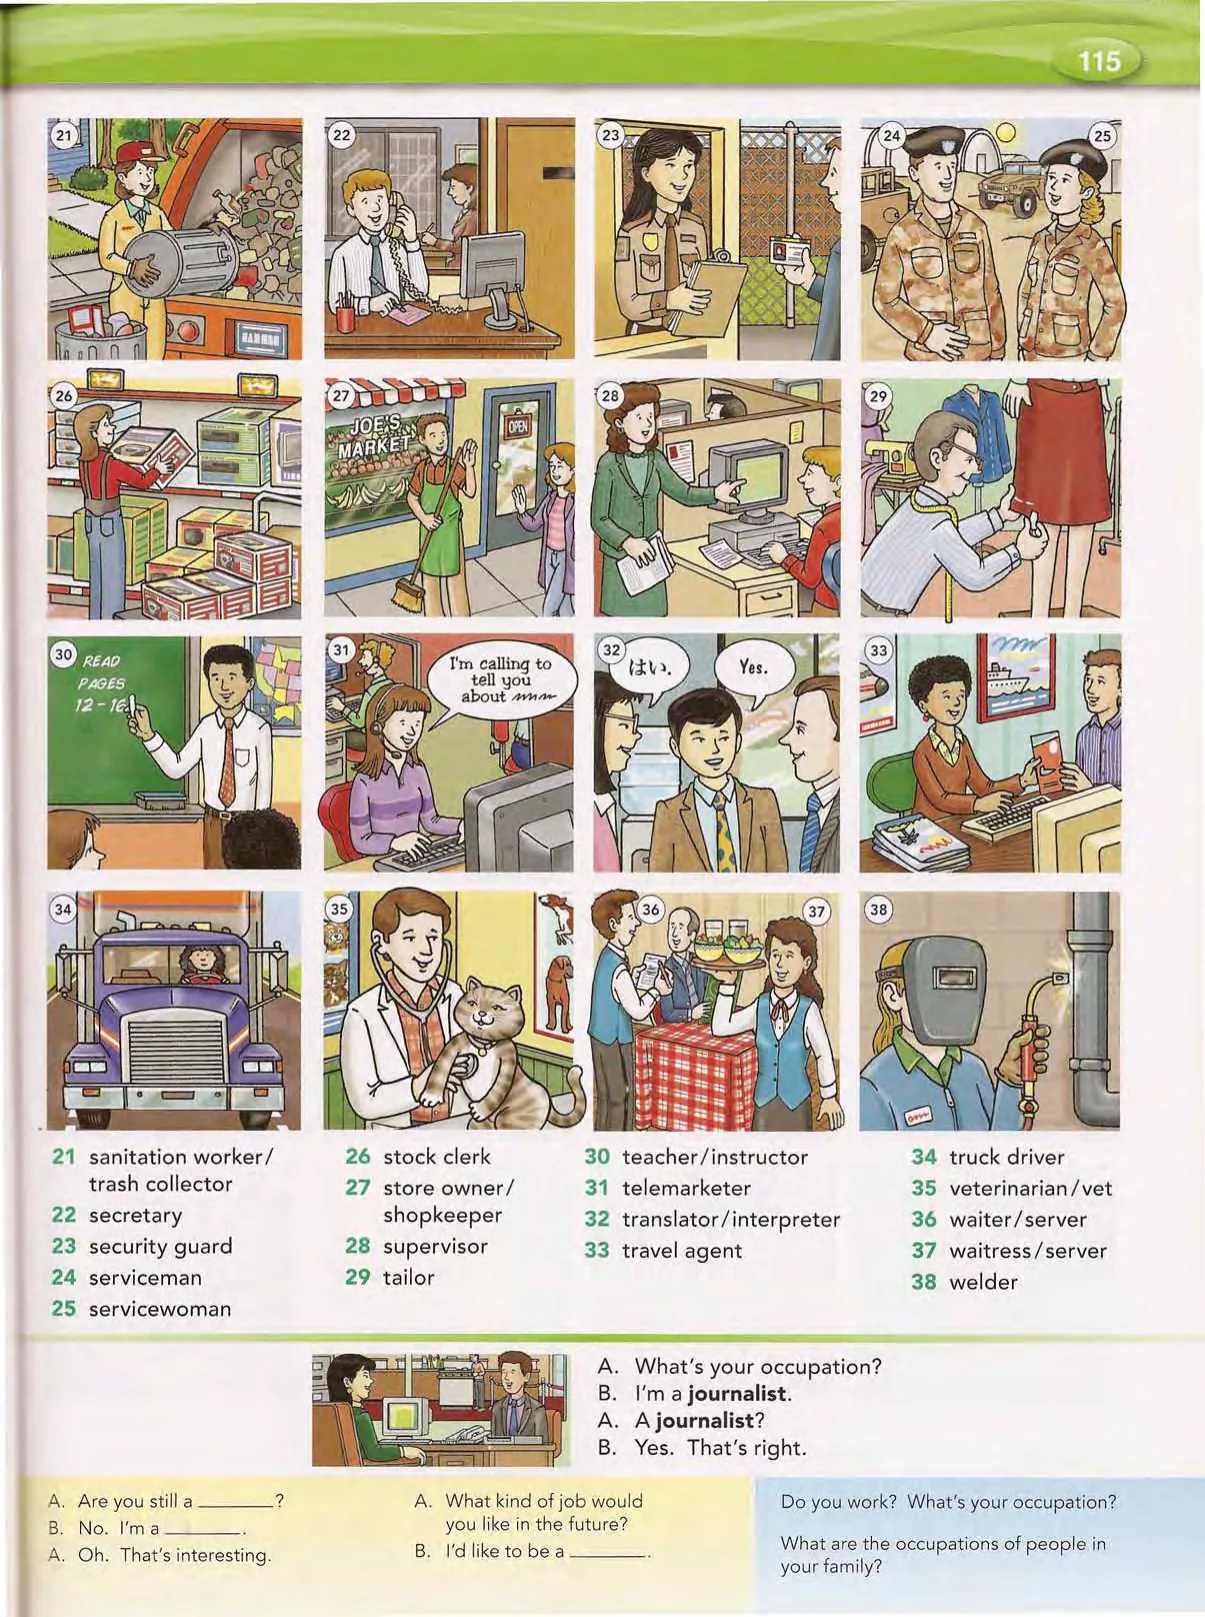 115
21
22
23
24
25
26
27
JOE'S
MARKET
OPEN
28
29
30
READ
PAGES
12-16
31
I'm calling to
tell you
about
32
はい.
Yes.
33
34
35
36
37
38
21 sanitation worker/
trash collector
22 secretary
23 security guard
24 serviceman
25 servicewoman
26 stock clerk
27 store owner/
shopkeeper
28 supervisor
29 tailor
30 teacher/instructor
31 telemarketer
32 translator/interpreter
33 travel agent
34 truck driver
35 veterinarian/vet
36 waiter/server
37 waitress/server
38 welder
A. What's your occupation?
B. I'm a journalist.
A. A journalist?
B. Yes. That's right.
A. Are you still a ________?
B. No. I'm a ________.
A. Oh. That's interesting.
A. What kind of job would
you like in the future?
B. I'd like to be a ________.
Do you work? What's your occupation?
What are the occupations of people in
your family?